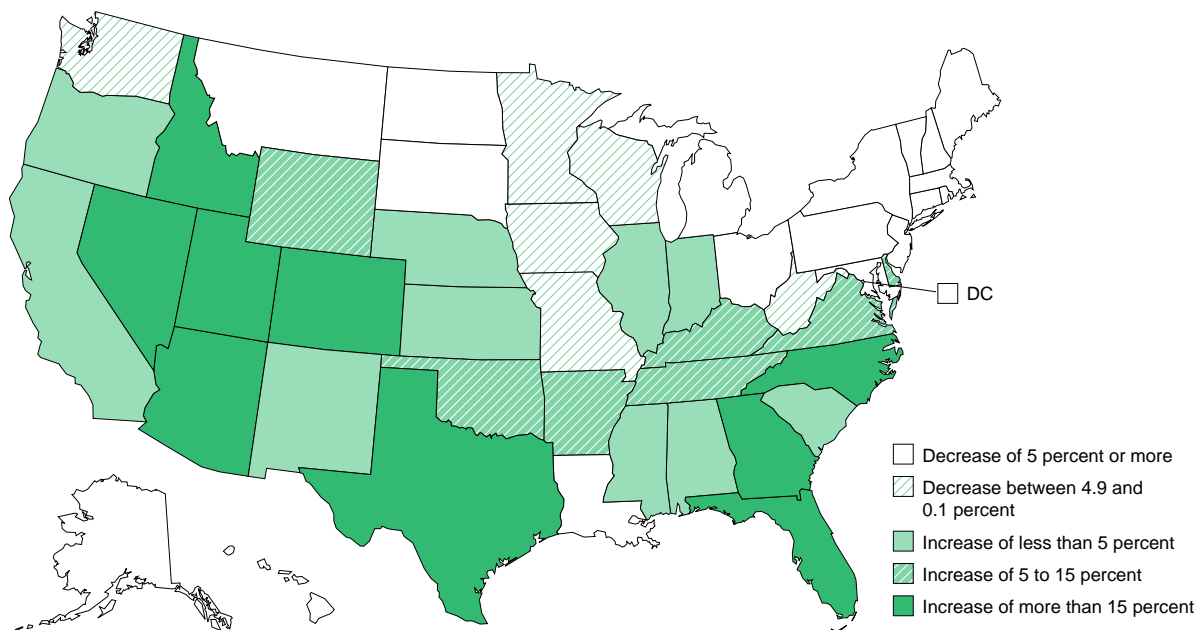 DC
Decrease of 5 percent or more
Decrease between 4.9 and
0.1 percent
Increase of less than 5 percent
Increase of 5 to 15 percent
Increase of more than 15 percent